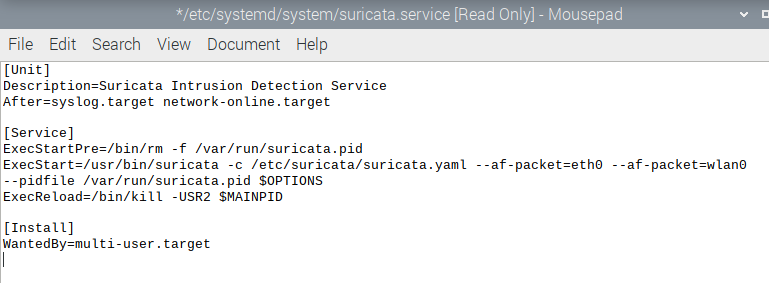 */etc/systemd/system/suricata.service [Read Only] - Mousepad
File Edit Search View Document Help
[Unit]
Description=Suricata Intrusion Detection Service
After=syslog.target network-online.target
[Service]
ExecStartPre=/bin/rm -f /var/run/suricata.pid
ExecStart=/usr/bin/suricata -c /etc/suricata/suricata.yaml --af-packet=eth0 --af-packet=wlan0
--pidfile /var/run/suricata.pid $OPTIONS
ExecReload=/bin/kill -USR2 $MAINPID
[Install]
WantedBy=multi-user.target